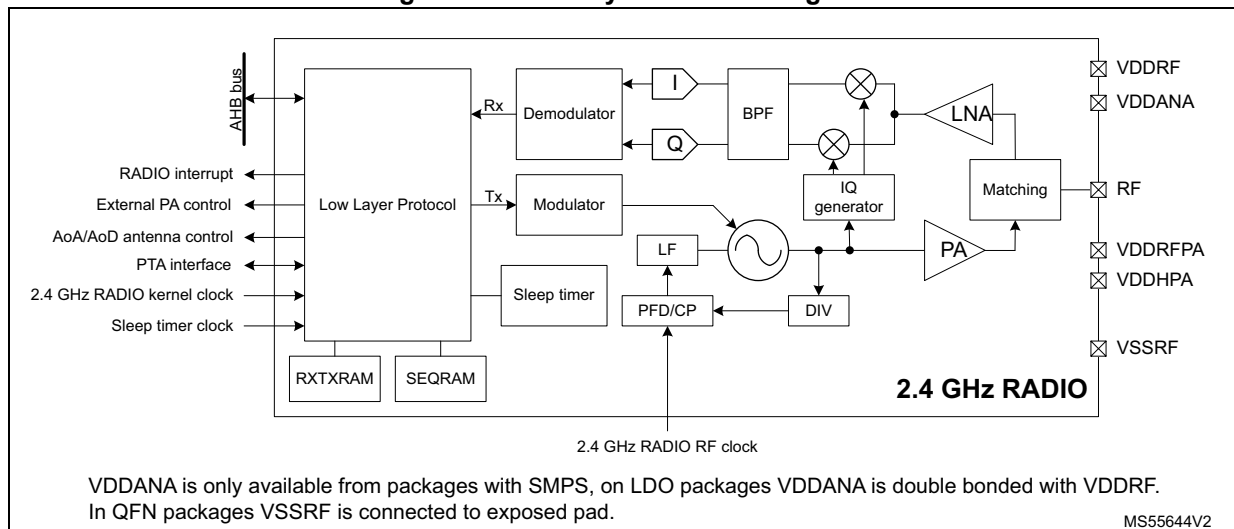 AHB bus
RADIO interrupt
External PA control
AoA/AoD antenna control
PTA interface
2.4 GHz RADIO kernel clock
Sleep timer clock
Low Layer Protocol
Rx
Tx
RXTXRAM
SEQRAM
Demodulator
Modulator
Sleep timer
I
Q
BPF
LNA
IQ
generator
Matching
LF
PA
PFD/CP
DIV
VDDRF
VDDANA
RF
VDDRFPA
VDDHPA
VSSRF
2.4 GHz RADIO
2.4 GHz RADIO RF clock
VDDANA is only available from packages with SMPS, on LDO packages VDDANA is double bonded with VDDRF.
In QFN packages VSSRF is connected to exposed pad.
MS55644V2